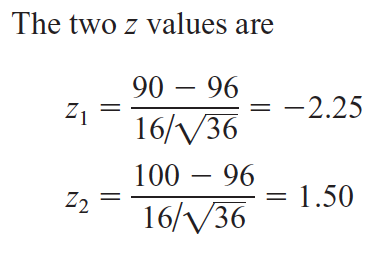 The two z values are
z₁ = (90 − 96)/(16/√36) = −2.25
z₂ = (100 − 96)/(16/√36) = 1.50